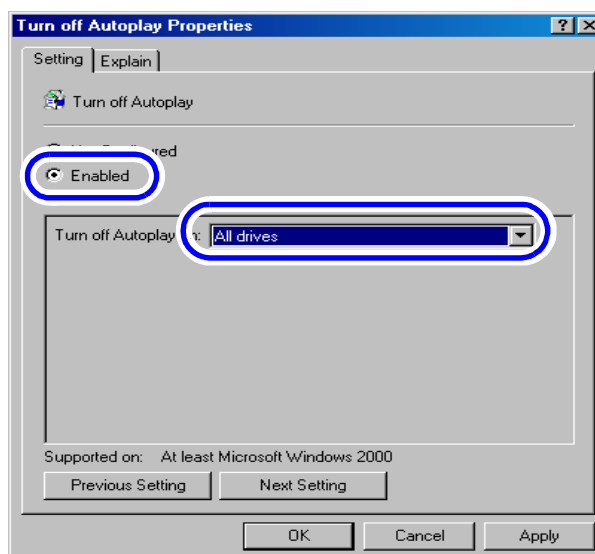 Turn off Autoplay Properties
Setting Explain
Turn off Autoplay
Enabled
Turn off Autoplay All drives
Supported on: At least Microsoft Windows 2000
Previous Setting Next Setting
OK Cancel Apply